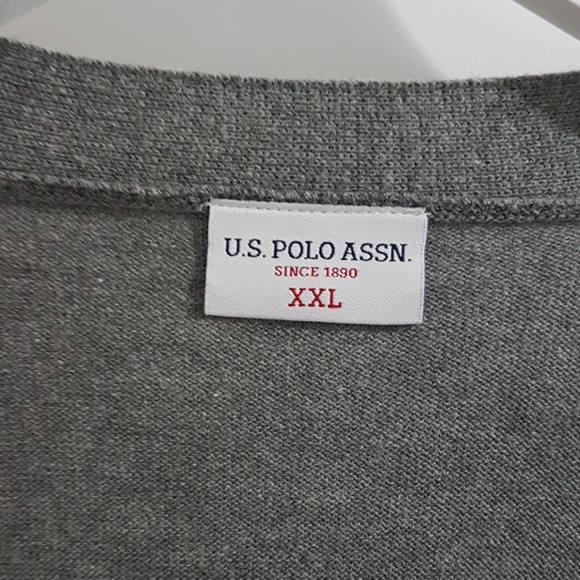 U.S. POLO ASSN.
SINCE 1890
XXL